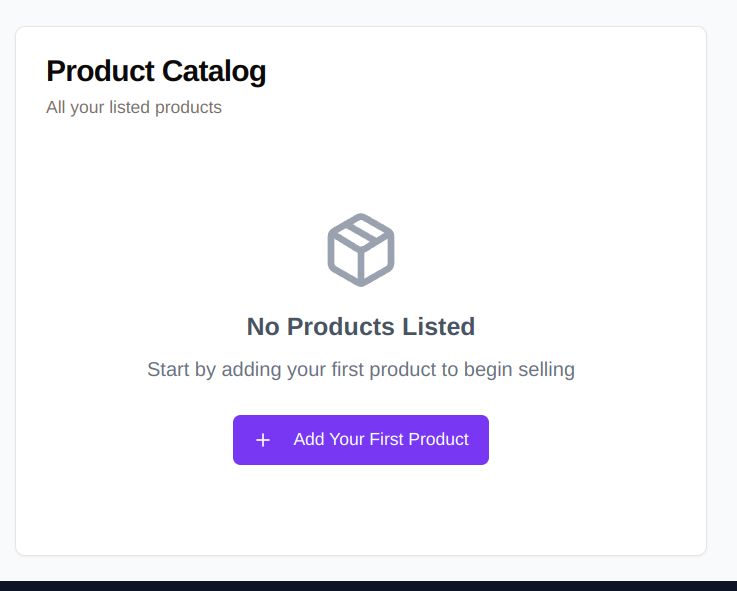 Product Catalog
All your listed products
No Products Listed
Start by adding your first product to begin selling
Add Your First Product